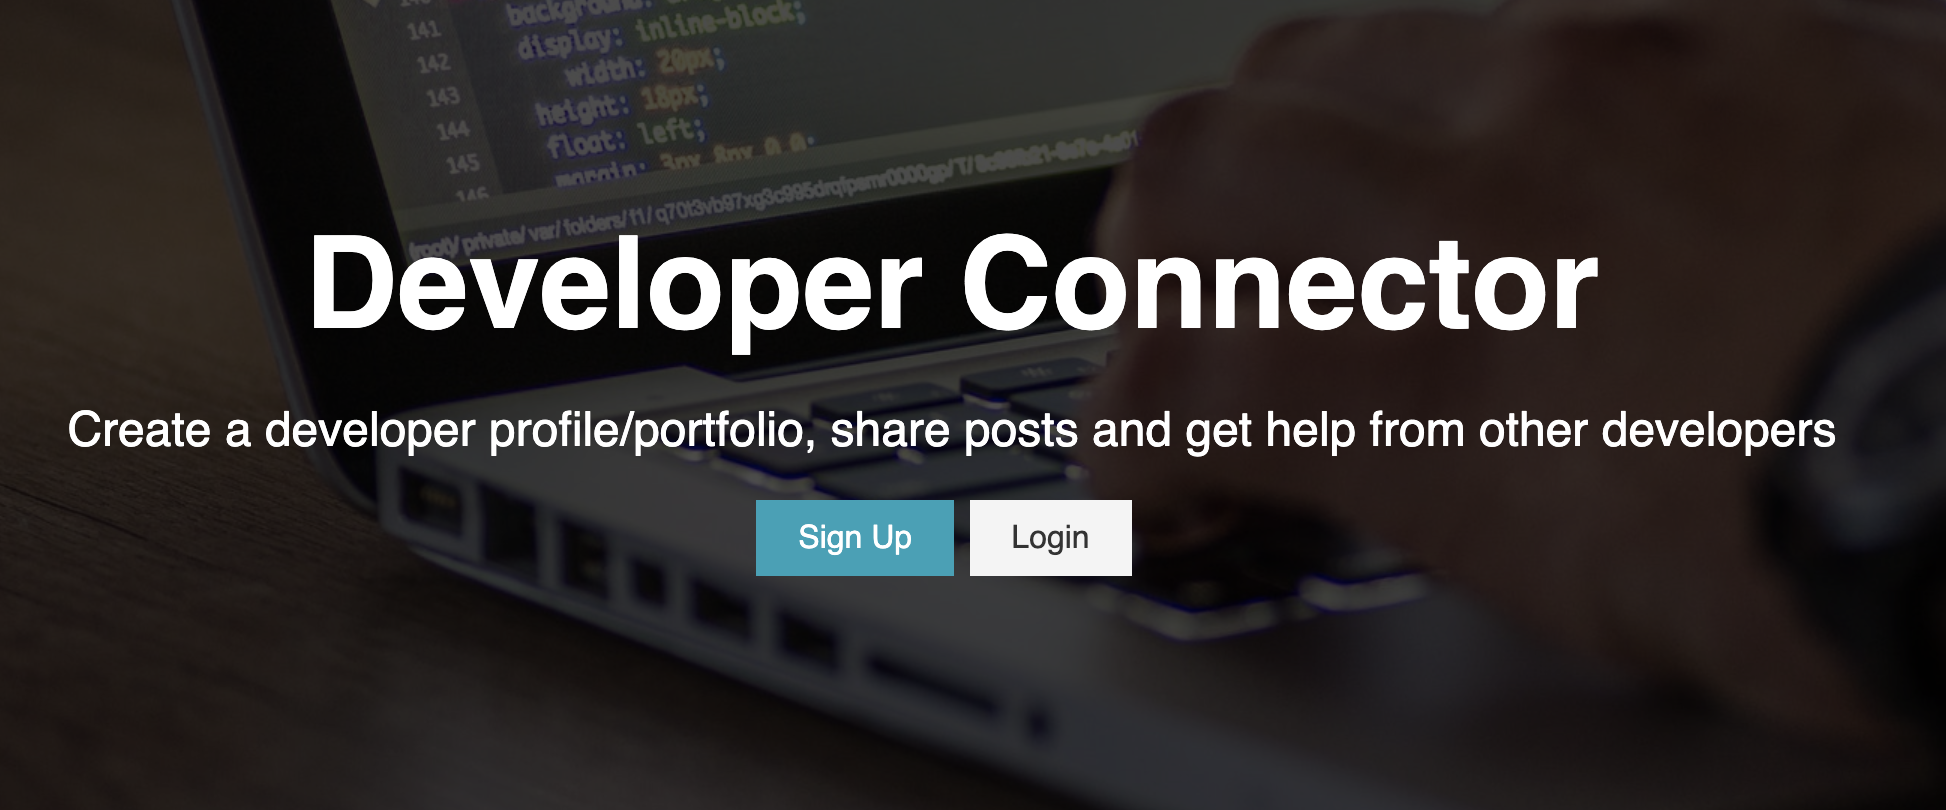 141
display: inline-block;
142
width: 20px;
143
height: 18px;
144
float: left;
145
margin: 3px 8px 0 0;
146
Developer Connector
Create a developer profile/portfolio, share posts and get help from other developers
Sign Up
Login